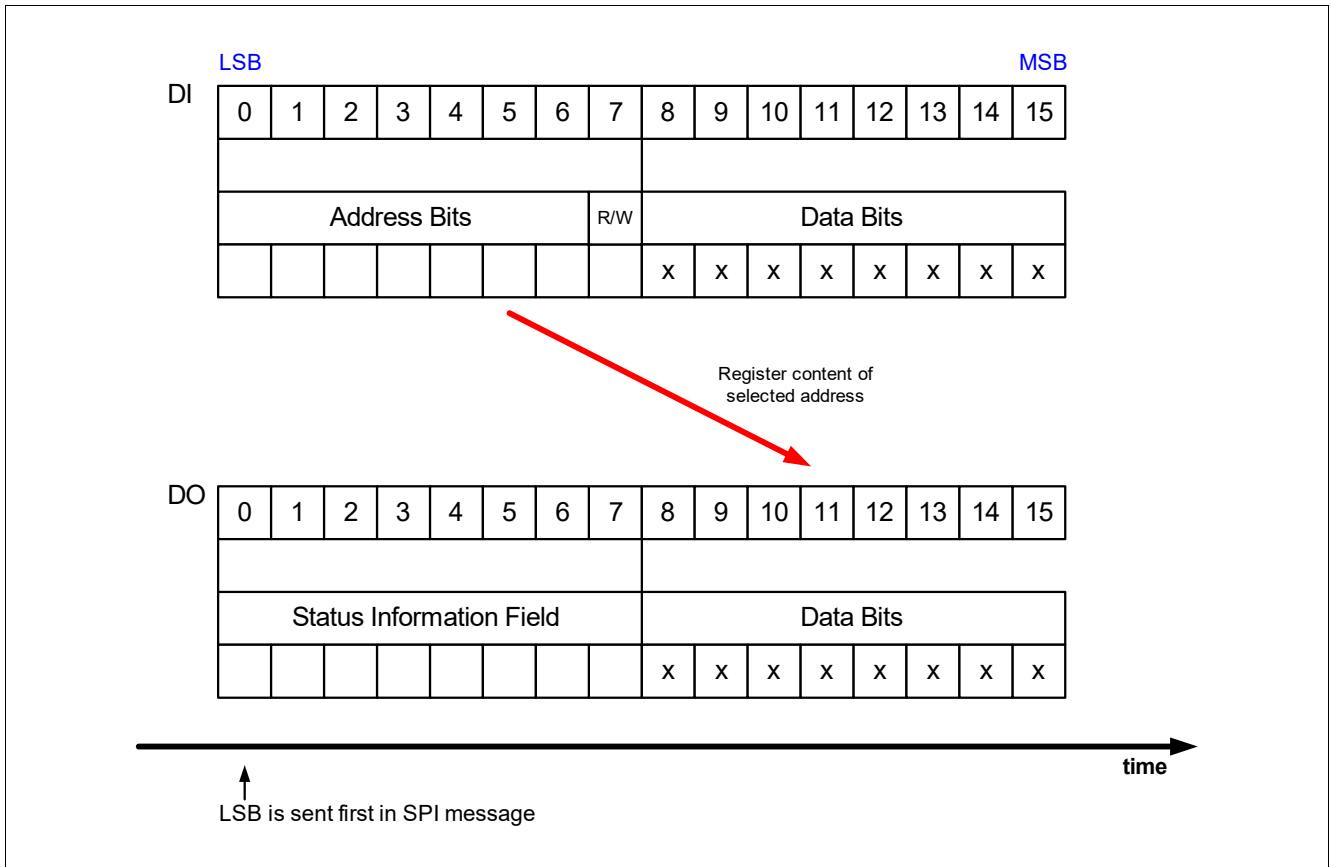 LSB MSB
DI
0 1 2 3 4 5 6 7 8 9 10 11 12 13 14 15
Address Bits R/W Data Bits
x x x x x x x x
Register content of
selected address
DO
0 1 2 3 4 5 6 7 8 9 10 11 12 13 14 15
Status Information Field Data Bits
x x x x x x x x
time
LSB is sent first in SPI message